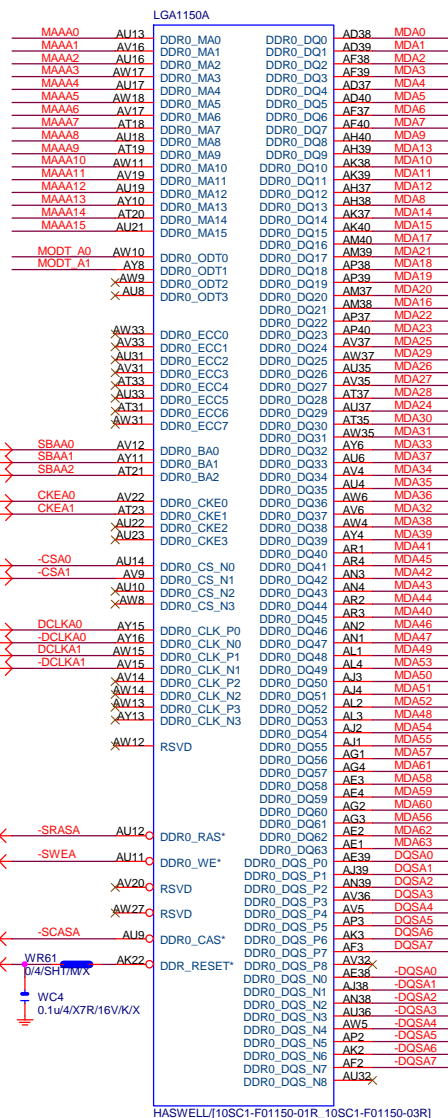 LGA1150A
MAAA0 AU13 DDR0_MA0
MAAA1 AV16 DDR0_MA1
MAAA2 AU16 DDR0_MA2
MAAA3 AW17 DDR0_MA3
MAAA4 AU17 DDR0_MA4
MAAA5 AW18 DDR0_MA5
MAAA6 AV17 DDR0_MA6
MAAA7 AT18 DDR0_MA7
MAAA8 AU18 DDR0_MA8
MAAA9 AT19 DDR0_MA9
MAAA10 AW11 DDR0_MA10
MAAA11 AV19 DDR0_MA11
MAAA12 AU19 DDR0_MA12
MAAA13 AY10 DDR0_MA13
MAAA14 AT20 DDR0_MA14
MAAA15 AU21 DDR0_MA15
MODT_A0 AW10 DDR0_ODT0
MODT_A1 AY8 DDR0_ODT1
AW9 DDR0_ODT2
AU8 DDR0_ODT3
AW33 DDR0_ECC0
AV33 DDR0_ECC1
AU31 DDR0_ECC2
AV31 DDR0_ECC3
AT33 DDR0_ECC4
AU33 DDR0_ECC5
AT31 DDR0_ECC6
AW31 DDR0_ECC7
SBAA0 AV12 DDR0_BA0
SBAA1 AY11 DDR0_BA1
SBAA2 AT21 DDR0_BA2
CKEA0 AV22 DDR0_CKE0
CKEA1 AT23 DDR0_CKE1
AU22 DDR0_CKE2
AU23 DDR0_CKE3
-CSA0 AU14 DDR0_CS_N0
-CSA1 AV9 DDR0_CS_N1
AU10 DDR0_CS_N2
AW8 DDR0_CS_N3
DCLKA0 AY15 DDR0_CLK_P0
-DCLKA0 AY16 DDR0_CLK_N0
DCLKA1 AW15 DDR0_CLK_P1
-DCLKA1 AV15 DDR0_CLK_N1
AV14 DDR0_CLK_P2
AW14 DDR0_CLK_N2
AW13 DDR0_CLK_P3
AY13 DDR0_CLK_N3
AW12 RSVD
-SRASA AU12 DDR0_RAS*
-SWEA AU11 DDR0_WE*
AV20 RSVD
AW27 RSVD
-SCASA AU9 DDR0_CAS*
WR61 AK22 DDR_RESET*
0/4/SHT/M/X
WC4
0.1u/4/X7R/16V/K/X
DDR0_DQ0 AD38 MDA0
DDR0_DQ1 AD39 MDA1
DDR0_DQ2 AF38 MDA2
DDR0_DQ3 AF39 MDA3
DDR0_DQ4 AD37 MDA4
DDR0_DQ5 AD40 MDA5
DDR0_DQ6 AF37 MDA6
DDR0_DQ7 AF40 MDA7
DDR0_DQ8 AH40 MDA9
DDR0_DQ9 AH39 MDA13
DDR0_DQ10 AK38 MDA10
DDR0_DQ11 AK39 MDA11
DDR0_DQ12 AH37 MDA12
DDR0_DQ13 AH38 MDA8
DDR0_DQ14 AK37 MDA14
DDR0_DQ15 AK40 MDA15
DDR0_DQ16 AM40 MDA17
DDR0_DQ17 AM39 MDA21
DDR0_DQ18 AP38 MDA18
DDR0_DQ19 AP39 MDA19
DDR0_DQ20 AM37 MDA20
DDR0_DQ21 AM38 MDA16
DDR0_DQ22 AP37 MDA22
DDR0_DQ23 AP40 MDA23
DDR0_DQ24 AV37 MDA25
DDR0_DQ25 AW37 MDA29
DDR0_DQ26 AU35 MDA26
DDR0_DQ27 AV35 MDA27
DDR0_DQ28 AT37 MDA28
DDR0_DQ29 AU37 MDA24
DDR0_DQ30 AT35 MDA30
DDR0_DQ31 AW35 MDA31
DDR0_DQ32 AY6 MDA33
DDR0_DQ33 AU6 MDA37
DDR0_DQ34 AV4 MDA34
DDR0_DQ35 AU4 MDA35
DDR0_DQ36 AW6 MDA36
DDR0_DQ37 AV6 MDA32
DDR0_DQ38 AW4 MDA38
DDR0_DQ39 AY4 MDA39
DDR0_DQ40 AR1 MDA41
DDR0_DQ41 AR4 MDA45
DDR0_DQ42 AN3 MDA42
DDR0_DQ43 AN4 MDA43
DDR0_DQ44 AR2 MDA44
DDR0_DQ45 AR3 MDA40
DDR0_DQ46 AN2 MDA46
DDR0_DQ47 AN1 MDA47
DDR0_DQ48 AL1 MDA49
DDR0_DQ49 AL4 MDA53
DDR0_DQ50 AJ3 MDA50
DDR0_DQ51 AJ4 MDA51
DDR0_DQ52 AL2 MDA52
DDR0_DQ53 AL3 MDA48
DDR0_DQ54 AJ2 MDA54
DDR0_DQ55 AJ1 MDA55
DDR0_DQ56 AG1 MDA57
DDR0_DQ57 AG4 MDA61
DDR0_DQ58 AE3 MDA58
DDR0_DQ59 AE4 MDA59
DDR0_DQ60 AG2 MDA60
DDR0_DQ61 AG3 MDA56
DDR0_DQ62 AE2 MDA62
DDR0_DQ63 AE1 MDA63
DDR0_DQS_P0 AE39 DQSA0
DDR0_DQS_P1 AJ39 DQSA1
DDR0_DQS_P2 AN39 DQSA2
DDR0_DQS_P3 AV36 DQSA3
DDR0_DQS_P4 AV5 DQSA4
DDR0_DQS_P5 AP3 DQSA5
DDR0_DQS_P6 AK3 DQSA6
DDR0_DQS_P7 AF3 DQSA7
DDR0_DQS_P8 AV32
DDR0_DQS_N0 AE38 -DQSA0
DDR0_DQS_N1 AJ38 -DQSA1
DDR0_DQS_N2 AN38 -DQSA2
DDR0_DQS_N3 AU36 -DQSA3
DDR0_DQS_N4 AW5 -DQSA4
DDR0_DQS_N5 AP2 -DQSA5
DDR0_DQS_N6 AK2 -DQSA6
DDR0_DQS_N7 AF2 -DQSA7
DDR0_DQS_N8 AU32
HASWELL/[10SC1-F01150-01R_10SC1-F01150-03R]